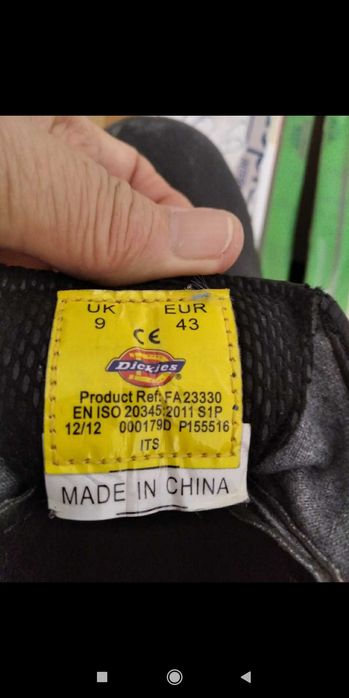 UK EUR
9 43
CE
Dickies
Product Ref: FA23330
EN ISO 20345:2011 S1P
12/12 000179D P155516
ITS
MADE IN CHINA